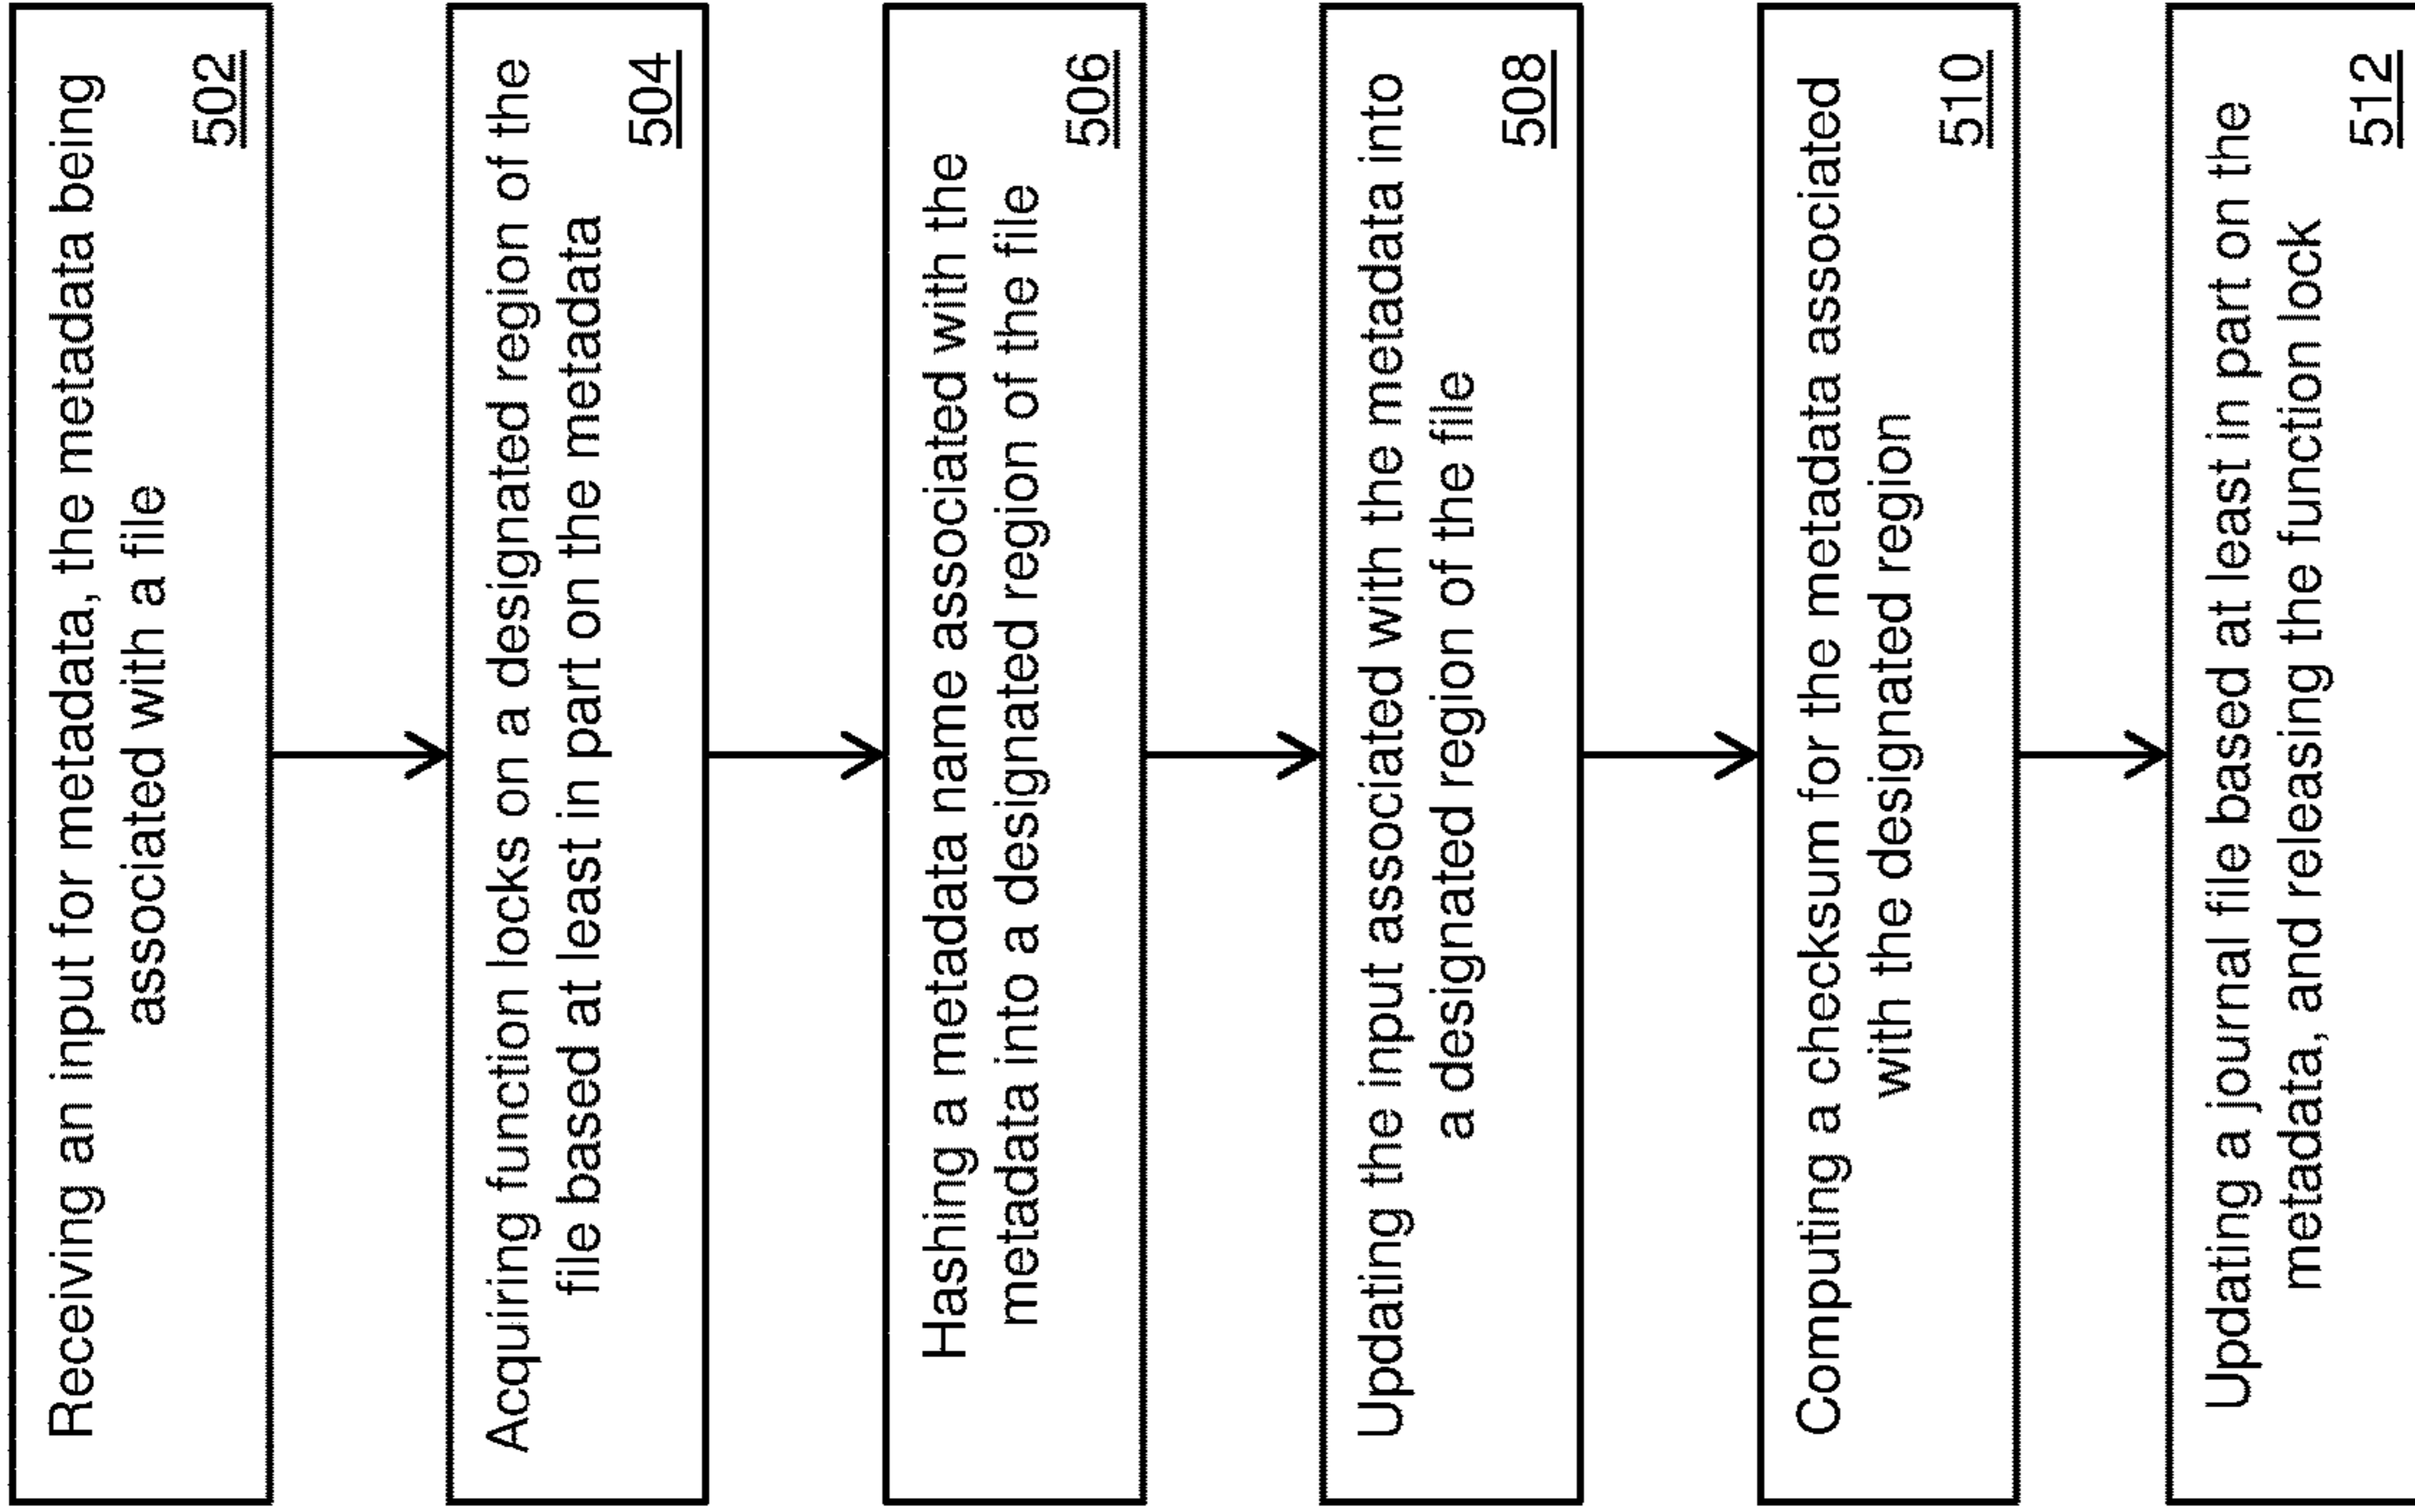 Receiving an input for metadata, the metadata being
associated with a file
502
Acquiring function locks on a designated region of the
file based at least in part on the metadata
504
Hashing a metadata name associated with the
metadata into a designated region of the file
506
Updating the input associated with the metadata into
a designated region of the file
508
Computing a checksum for the metadata associated
with the designated region
510
Updating a journal file based at least in part on the
metadata, and releasing the function lock
512